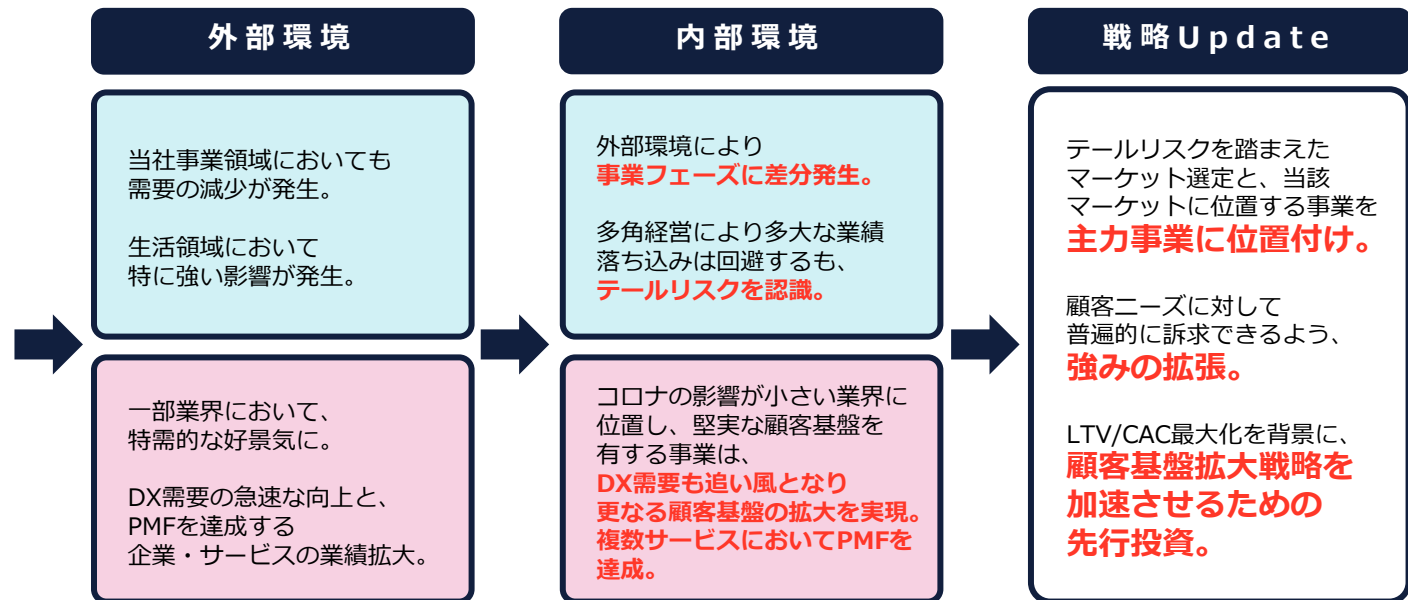 外部環境
当社事業領域においても
需要の減少が発生。
生活領域において
特に強い影響が発生。
一部業界において、
特需的な好景気に。
DX需要の急速な向上と、
PMFを達成する
企業・サービスの業績拡大。
内部環境
外部環境により
事業フェーズに差分発生。
多角経営により多大な業績
落ち込みは回避するも、
テールリスクを認識。
コロナの影響が小さい業界に
位置し、堅実な顧客基盤を
有する事業は、
DX需要も追い風となり
更なる顧客基盤の拡大を実現。
複数サービスにおいてPMFを
達成。
戦略Update
テールリスクを踏まえた
マーケット選定と、当該
マーケットに位置する事業を
主力事業に位置付け。
顧客ニーズに対して
普遍的に訴求できるよう、
強みの拡張。
LTV/CAC最大化を背景に、
顧客基盤拡大戦略を
加速させるための
先行投資。